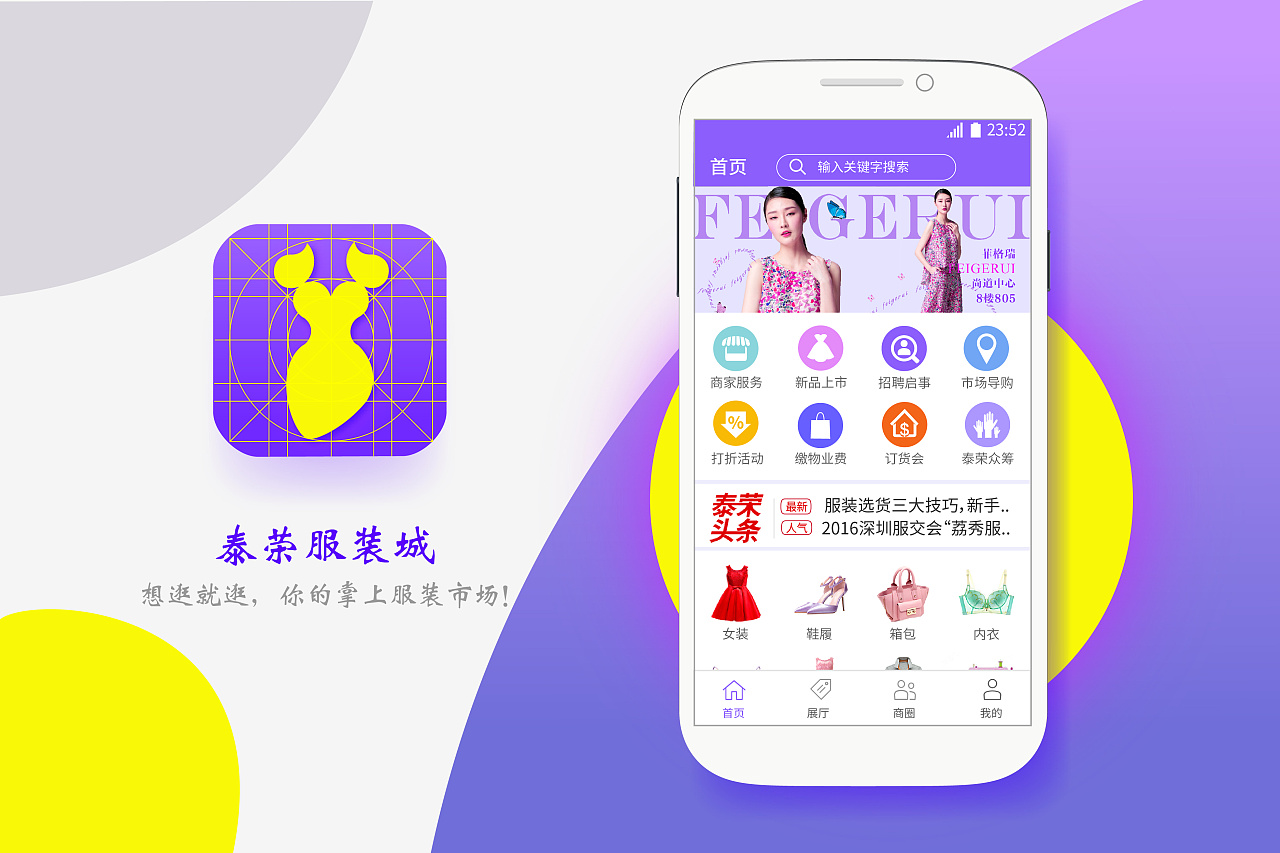 泰荣服装城
想逛就逛，你的掌上服装市场！
23:52
首页
输入关键字搜索
FEIGERUI
菲格瑞
FEIGERUI
尚道中心
8楼805
商家服务 新品上市 招聘启事 市场导购
打折活动 缴物业费 订货会 泰荣众筹
泰荣头条
最新 服装选货三大技巧,新手..
人气 2016深圳服交会“荔秀服..
女装 鞋履 箱包 内衣
首页 展厅 商圈 我的